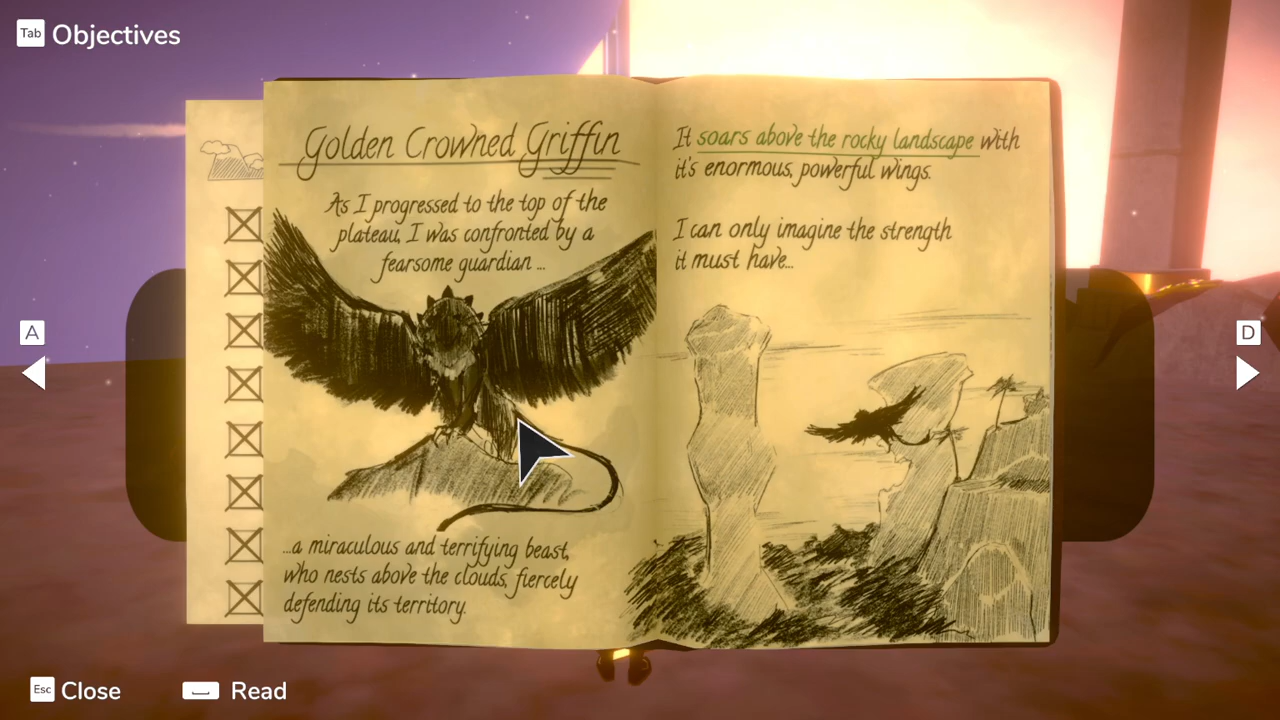 Tab Objectives
Golden Crowned Griffin
As I progressed to the top of the
plateau, I was confronted by a
fearsome guardian ...
...a miraculous and terrifying beast,
who nests above the clouds, fiercely
defending its territory.
It soars above the rocky landscape with
it's enormous, powerful wings.
I can only imagine the strength
it must have...
A
D
Esc Close
Read